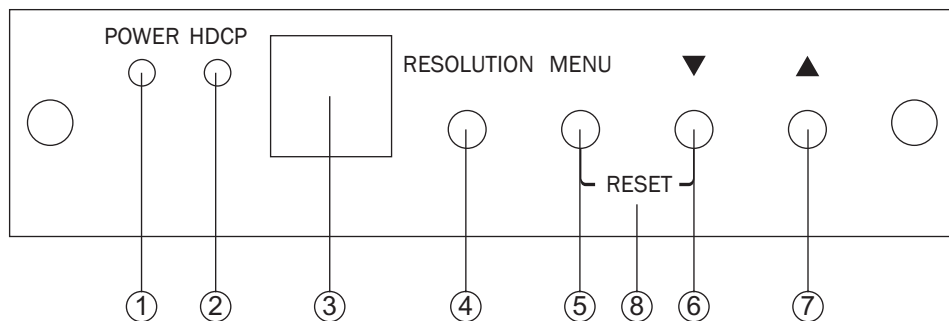 POWER HDCP
RESOLUTION MENU ▼ ▲
RESET
① ② ③ ④ ⑤ ⑧ ⑥ ⑦